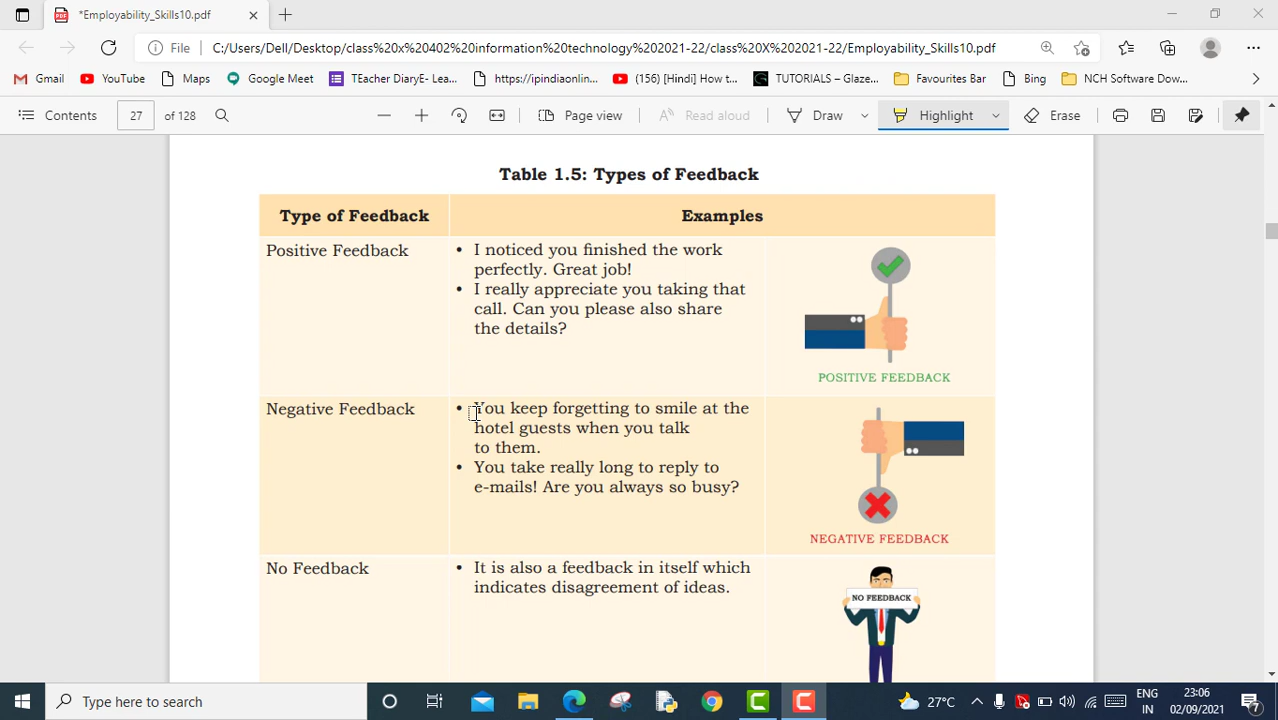 *Employability_Skills10.pdf
File
C:/Users/Dell/Desktop/class%20x%20402%20information%20technology%202021-22/class%20X%202021-22/Employability_Skills10.pdf
Gmail
YouTube
Maps
Google Meet
TEacher DiaryE- Lea...
https://ipindiaonlin...
(156) [Hindi] How t...
TUTORIALS – Glaze...
Favourites Bar
Bing
NCH Software Dow...
Contents
27
of 128
Page view
Read aloud
Draw
Highlight
Erase
Table 1.5: Types of Feedback
Type of Feedback
Examples
Positive Feedback
• I noticed you finished the work
perfectly. Great job!
• I really appreciate you taking that
call. Can you please also share
the details?
POSITIVE FEEDBACK
Negative Feedback
• You keep forgetting to smile at the
hotel guests when you talk
to them.
• You take really long to reply to
e-mails! Are you always so busy?
NEGATIVE FEEDBACK
No Feedback
• It is also a feedback in itself which
indicates disagreement of ideas.
NO FEEDBACK
Type here to search
27°C
ENG
IN
23:06
02/09/2021
7